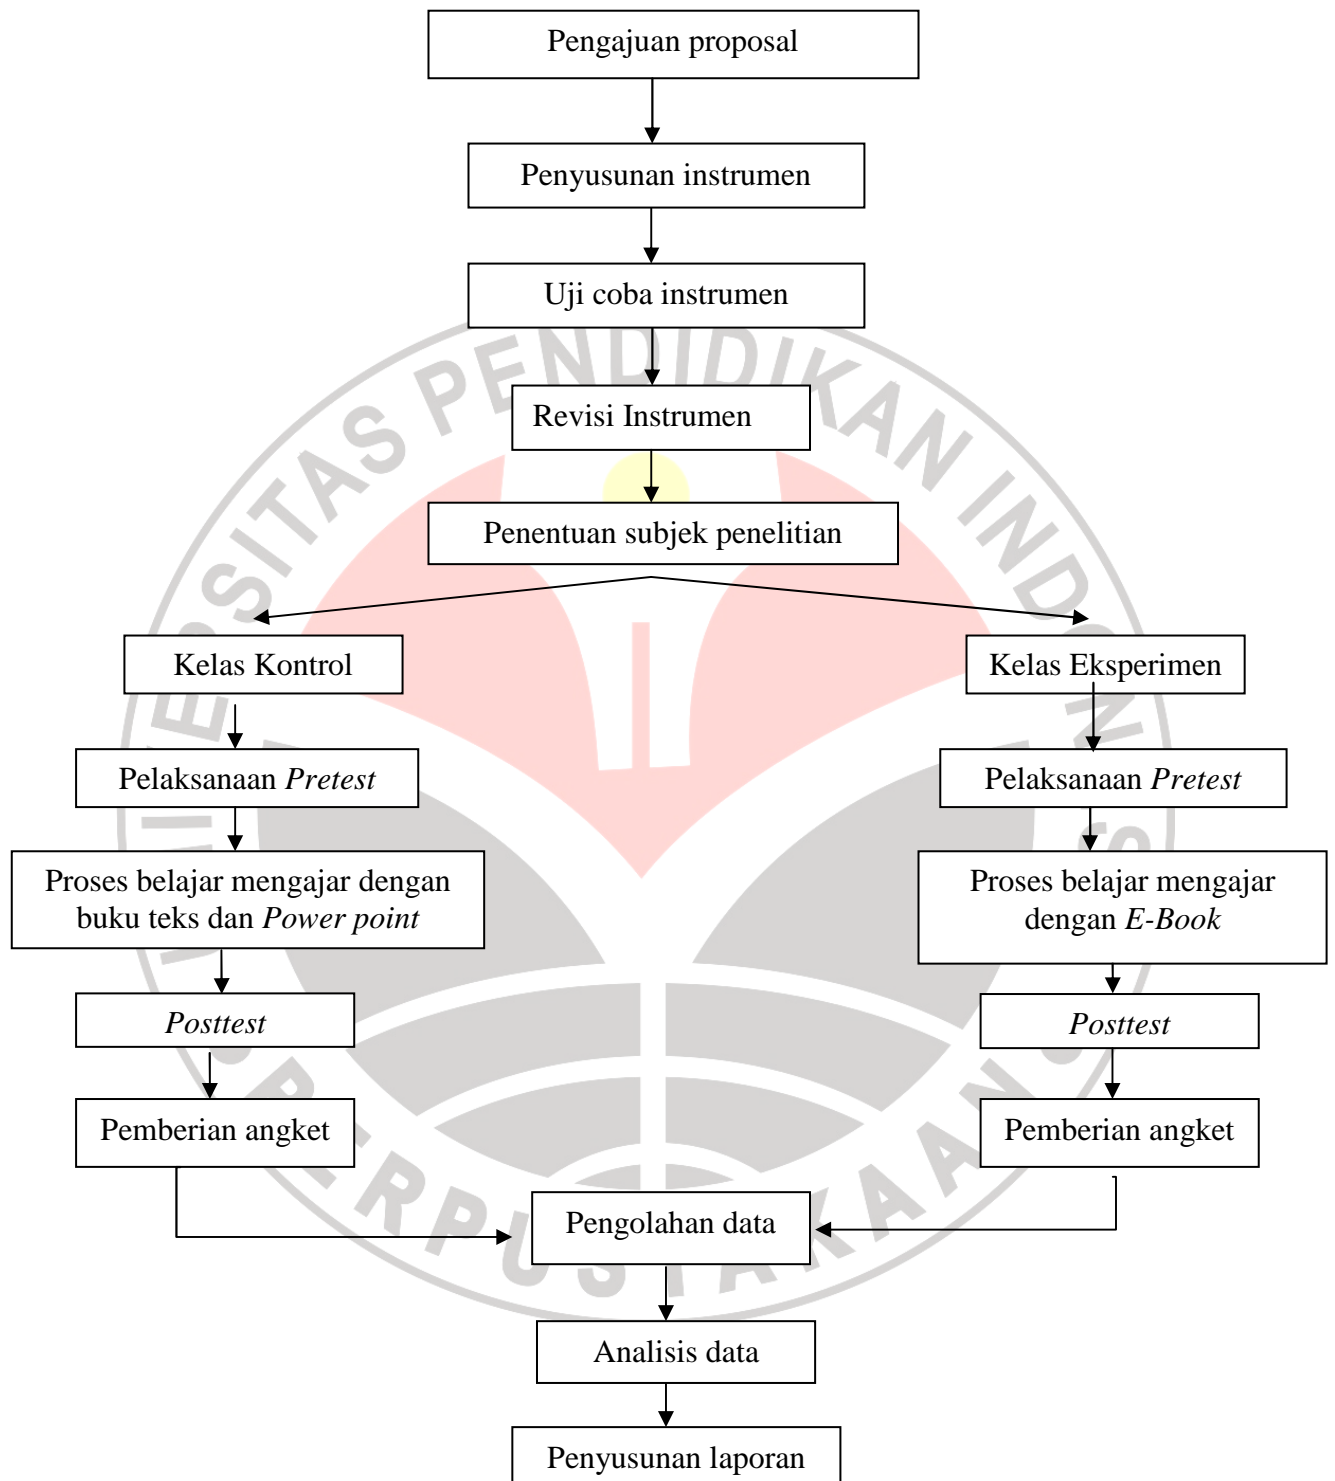 Pengajuan proposal
Penyusunan instrumen
Uji coba instrumen
Revisi Instrumen
Penentuan subjek penelitian
Kelas Kontrol
Kelas Eksperimen
Pelaksanaan Pretest
Pelaksanaan Pretest
Proses belajar mengajar dengan
buku teks dan Power point
Proses belajar mengajar
dengan E-Book
Posttest
Posttest
Pemberian angket
Pemberian angket
Pengolahan data
Analisis data
Penyusunan laporan
PENDIDIKAN
PERPUSTAKAAN